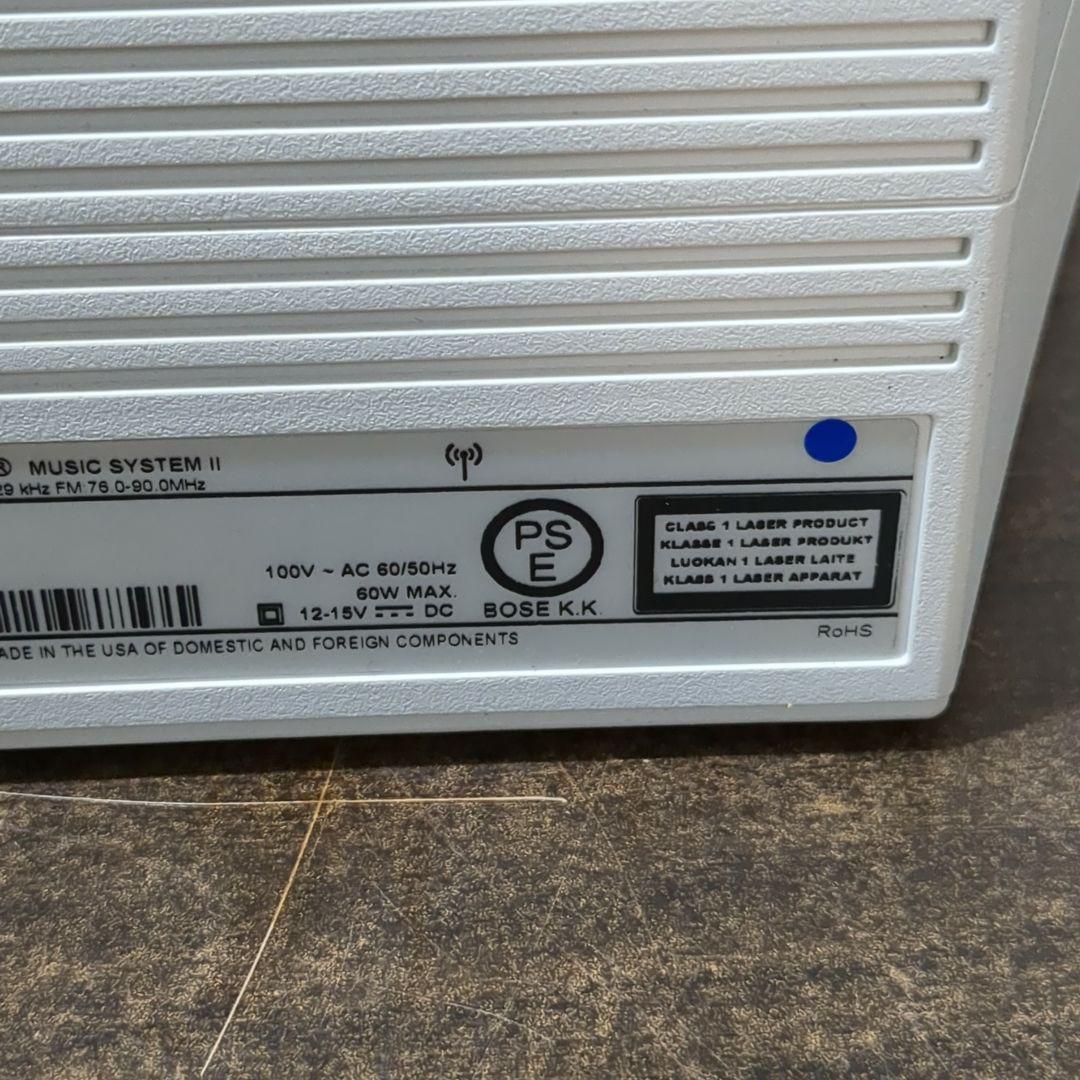 ® MUSIC SYSTEM II
29 kHz FM:76.0-90.0MHz
100V ~ AC 60/50Hz
60W MAX.
12-15V DC
PS
E
BOSE K.K.
CLASS 1 LASER PRODUCT
KLASSE 1 LASER PRODUKT
LUOKAN 1 LASER LAITE
KLASS 1 LASER APPARAT
ADE IN THE USA OF DOMESTIC AND FOREIGN COMPONENTS
RoHS